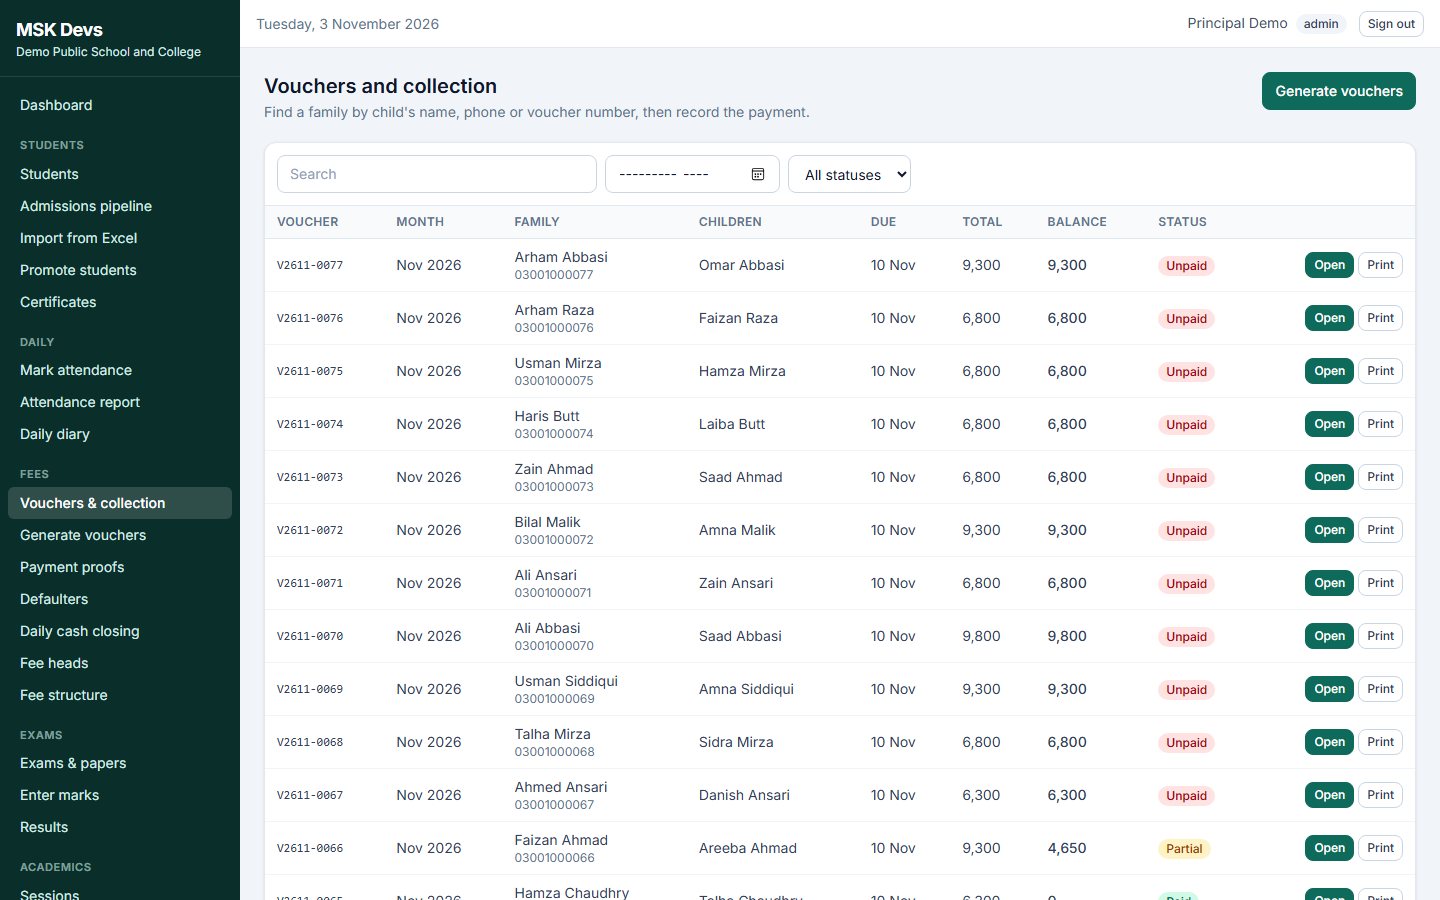 MSK Devs
Demo Public School and College
Tuesday, 3 November 2026
Principal Demo admin Sign out
Dashboard
STUDENTS
Students
Admissions pipeline
Import from Excel
Promote students
Certificates
DAILY
Mark attendance
Attendance report
Daily diary
FEES
Vouchers & collection
Generate vouchers
Payment proofs
Defaulters
Daily cash closing
Fee heads
Fee structure
EXAMS
Exams & papers
Enter marks
Results
ACADEMICS
Sessions
Vouchers and collection
Find a family by child's name, phone or voucher number, then record the payment.
Generate vouchers
Search --------- ---- All statuses
VOUCHER MONTH FAMILY CHILDREN DUE TOTAL BALANCE STATUS
V2611-0077 Nov 2026 Arham Abbasi Omar Abbasi 10 Nov 9,300 9,300 Unpaid Open Print
03001000077
V2611-0076 Nov 2026 Arham Raza Faizan Raza 10 Nov 6,800 6,800 Unpaid Open Print
03001000076
V2611-0075 Nov 2026 Usman Mirza Hamza Mirza 10 Nov 6,800 6,800 Unpaid Open Print
03001000075
V2611-0074 Nov 2026 Haris Butt Laiba Butt 10 Nov 6,800 6,800 Unpaid Open Print
03001000074
V2611-0073 Nov 2026 Zain Ahmad Saad Ahmad 10 Nov 6,800 6,800 Unpaid Open Print
03001000073
V2611-0072 Nov 2026 Bilal Malik Amna Malik 10 Nov 9,300 9,300 Unpaid Open Print
03001000072
V2611-0071 Nov 2026 Ali Ansari Zain Ansari 10 Nov 6,800 6,800 Unpaid Open Print
03001000071
V2611-0070 Nov 2026 Ali Abbasi Saad Abbasi 10 Nov 9,800 9,800 Unpaid Open Print
03001000070
V2611-0069 Nov 2026 Usman Siddiqui Amna Siddiqui 10 Nov 9,300 9,300 Unpaid Open Print
03001000069
V2611-0068 Nov 2026 Talha Mirza Sidra Mirza 10 Nov 6,800 6,800 Unpaid Open Print
03001000068
V2611-0067 Nov 2026 Ahmed Ansari Danish Ansari 10 Nov 6,300 6,300 Unpaid Open Print
03001000067
V2611-0066 Nov 2026 Faizan Ahmad Areeba Ahmad 10 Nov 9,300 4,650 Partial Open Print
03001000066
Hamza Chaudhry